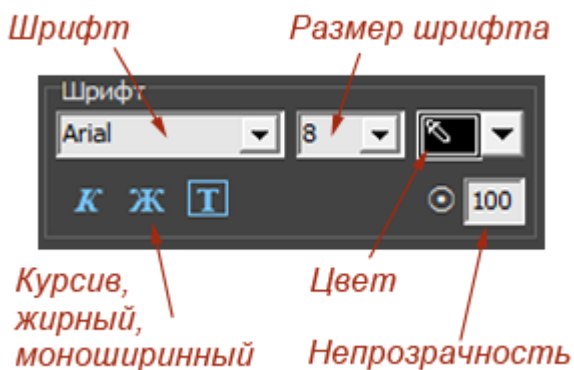 Шрифт
Размер шрифта
Шрифт
Arial
8
К Ж T
100
Курсив,
жирный,
моноширинный
Цвет
Непрозрачность